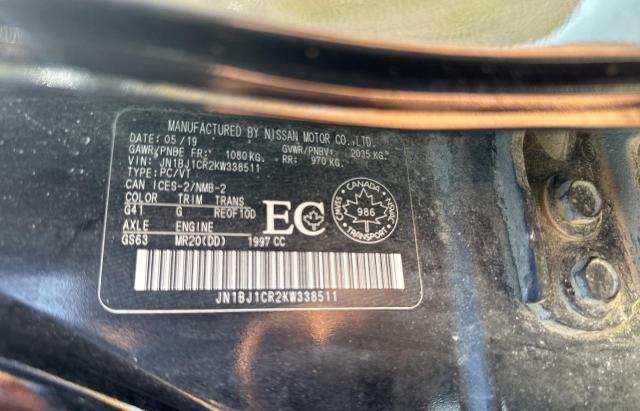 MANUFACTURED BY NISSAN MOTOR CO.,LTD.
DATE: 05/19 GVWR/PNBV: 2035 KG.
GAWR/PNBE FR: 1080 KG. RR: 970 KG.
VIN: JN1BJ1CR2KW338511
TYPE: PC/VT
CAN ICES-2/NMB-2
COLOR TRIM TRANS
G41 G RE0F10D
AXLE ENGINE
GS63 MR20(DD) 1997 CC
EC
CANADA
986
TRANSPORT
JN1BJ1CR2KW338511